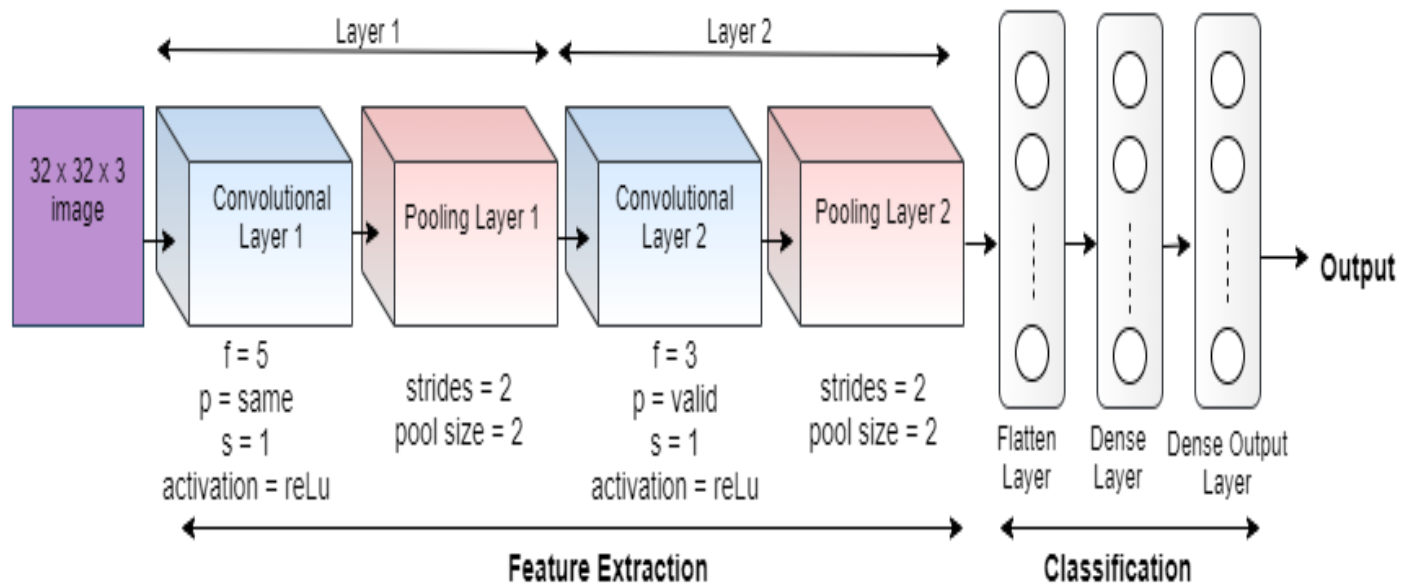 Layer 1
Layer 2
32 x 32 x 3
image
Convolutional
Layer 1
Pooling Layer 1
Convolutional
Layer 2
Pooling Layer 2
Output
f = 5
p = same
s = 1
activation = reLu
strides = 2
pool size = 2
f = 3
p = valid
s = 1
activation = reLu
strides = 2
pool size = 2
Flatten
Layer
Dense
Layer
Dense Output
Layer
Feature Extraction
Classification